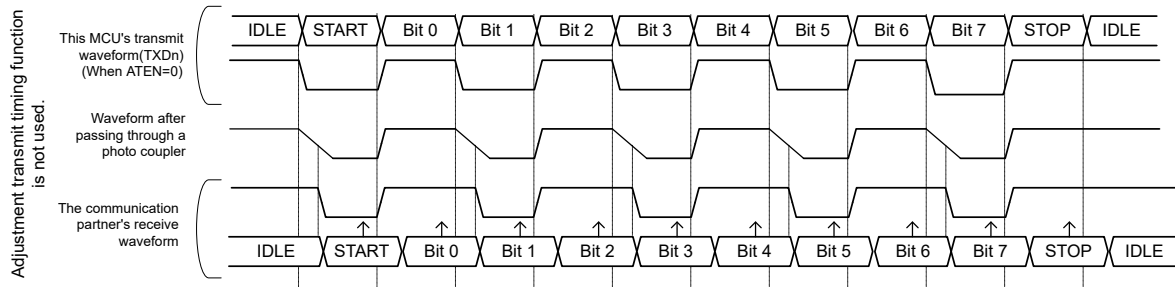 Adjustment transmit timing function
is not used.
This MCU's transmit
waveform(TXDn)
(When ATEN=0)
IDLE START Bit 0 Bit 1 Bit 2 Bit 3 Bit 4 Bit 5 Bit 6 Bit 7 STOP IDLE
Waveform after
passing through a
photo coupler
The communication
partner's receive
waveform
IDLE START Bit 0 Bit 1 Bit 2 Bit 3 Bit 4 Bit 5 Bit 6 Bit 7 STOP IDLE